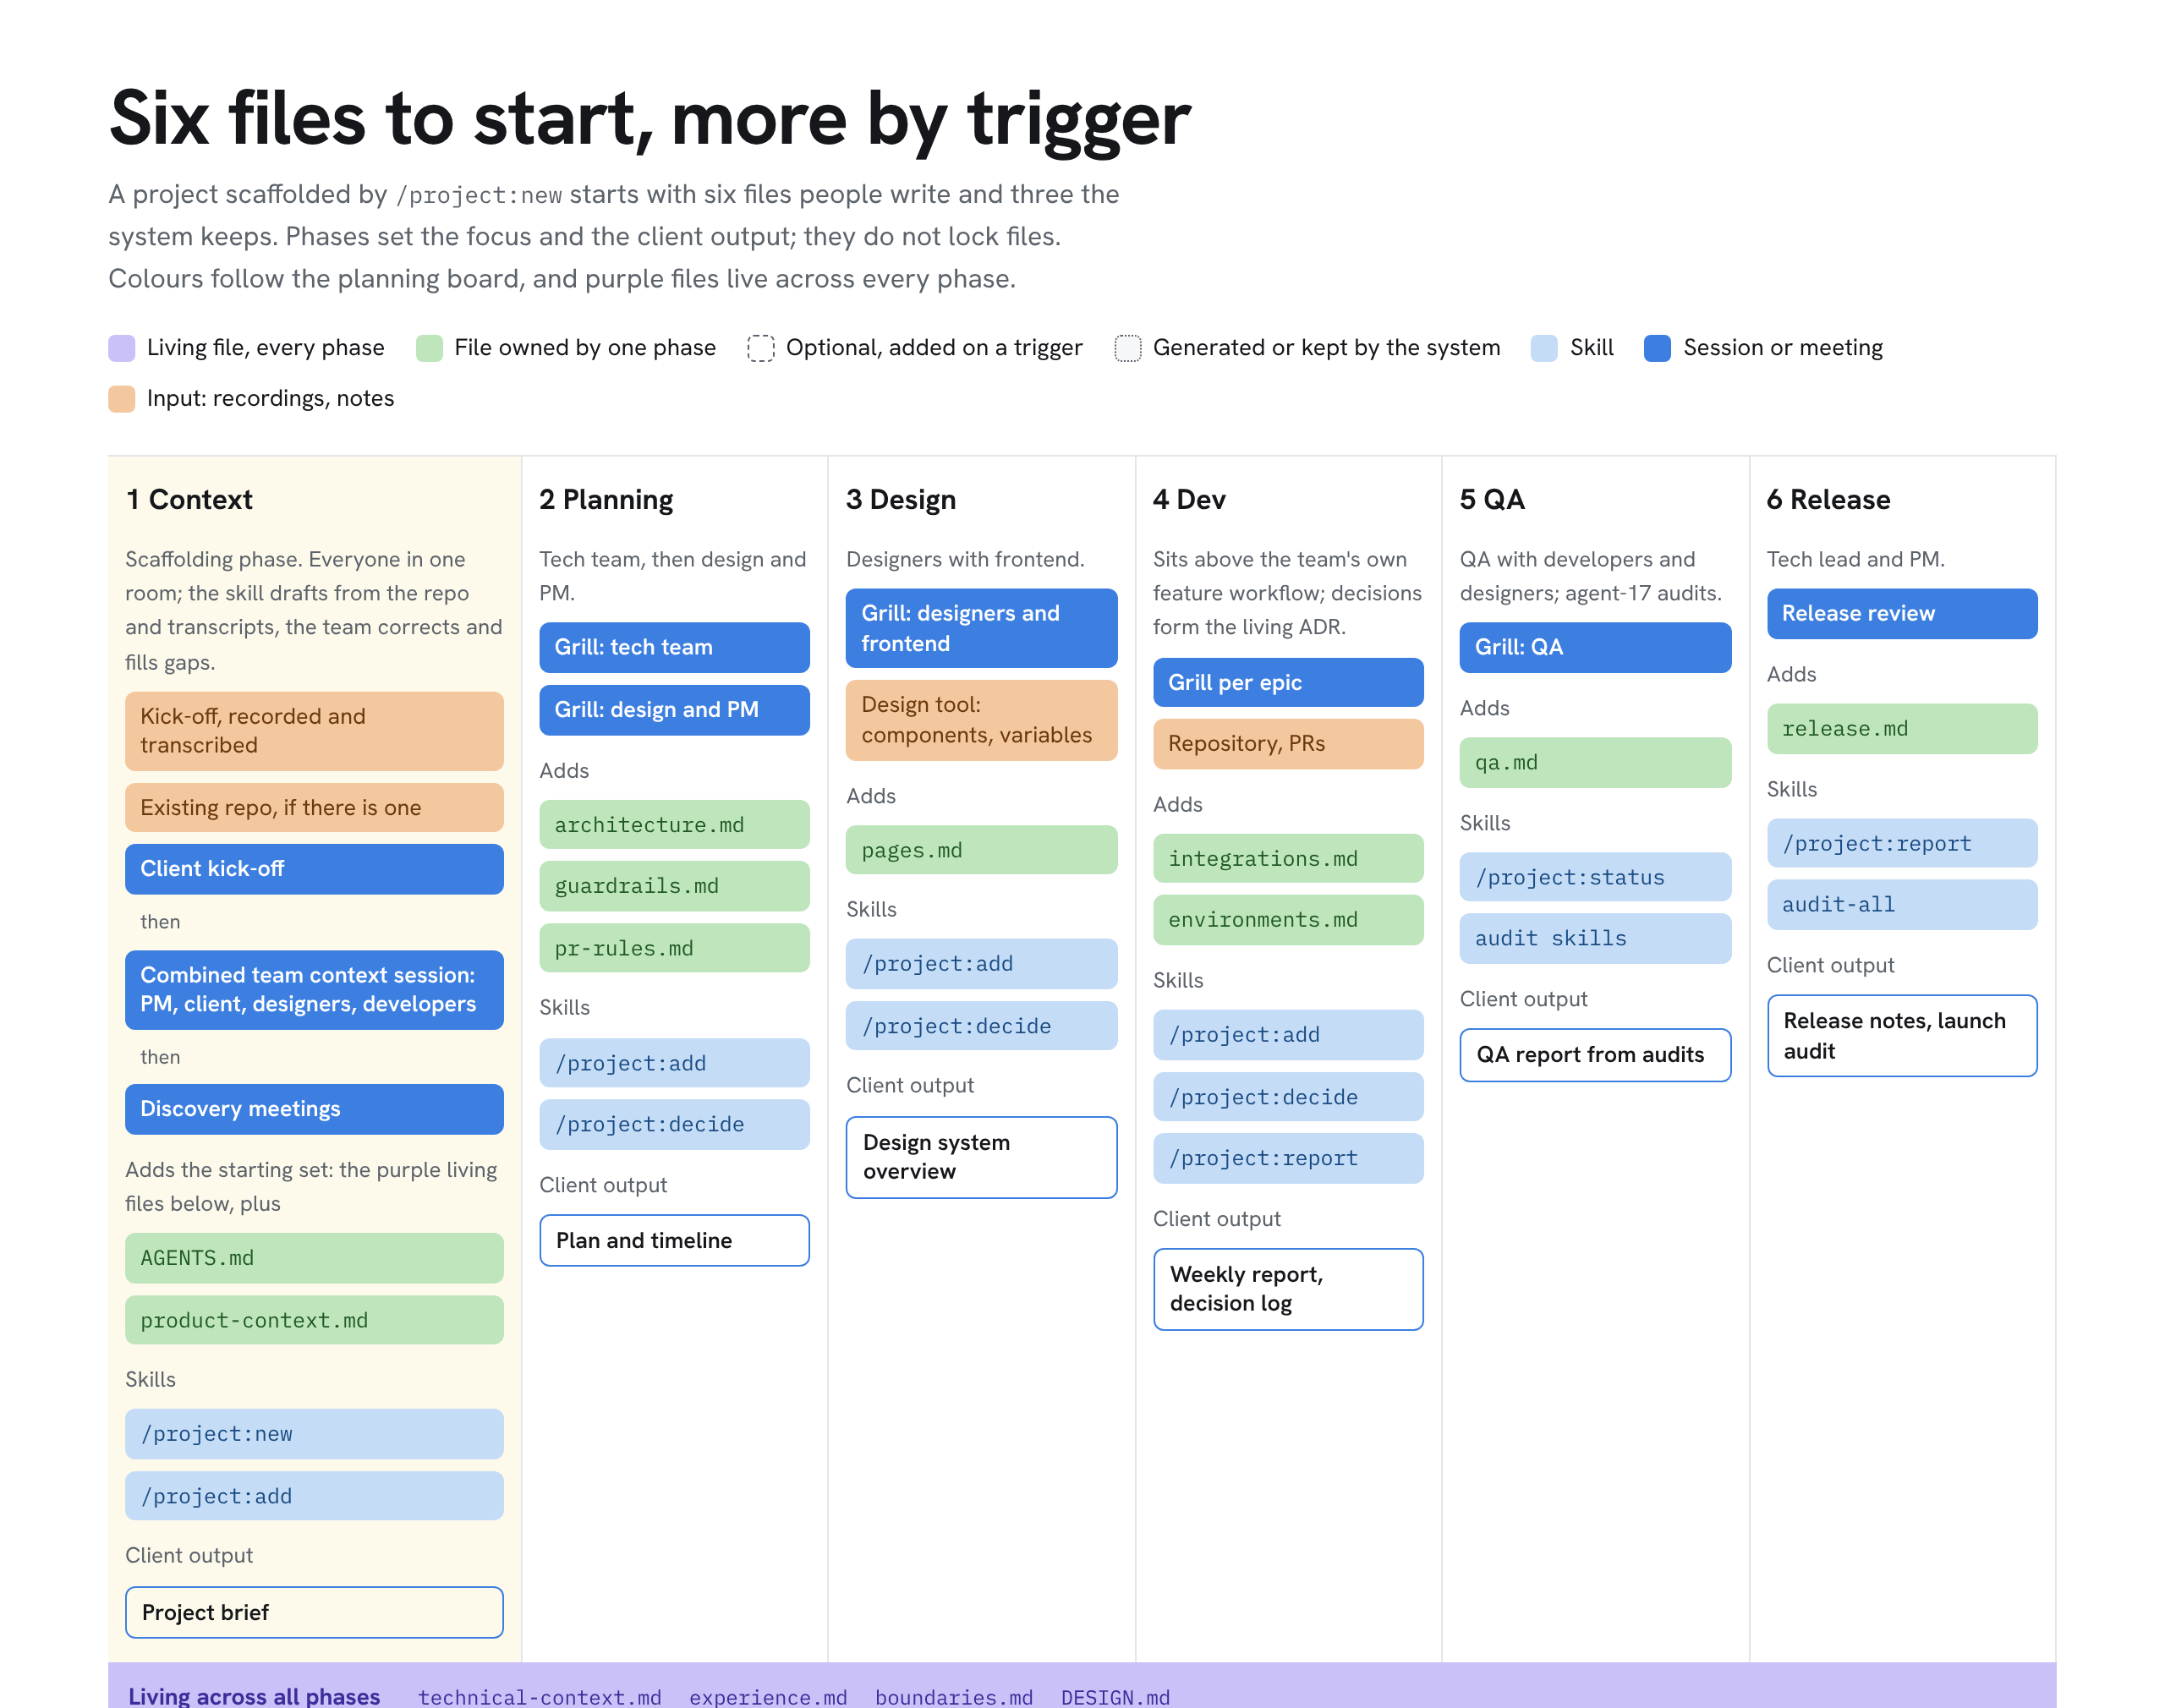 Six files to start, more by trigger
A project scaffolded by /project:new starts with six files people write and three the
system keeps. Phases set the focus and the client output; they do not lock files.
Colours follow the planning board, and purple files live across every phase.
Living file, every phase
File owned by one phase
Optional, added on a trigger
Generated or kept by the system
Skill
Session or meeting
Input: recordings, notes
1 Context
Scaffolding phase. Everyone in one
room; the skill drafts from the repo
and transcripts, the team corrects and
fills gaps.
Kick-off, recorded and
transcribed
Existing repo, if there is one
Client kick-off
then
Combined team context session:
PM, client, designers, developers
then
Discovery meetings
Adds the starting set: the purple living
files below, plus
AGENTS.md
product-context.md
Skills
/project:new
/project:add
Client output
Project brief
2 Planning
Tech team, then design and
PM.
Grill: tech team
Grill: design and PM
Adds
architecture.md
guardrails.md
pr-rules.md
Skills
/project:add
/project:decide
Client output
Plan and timeline
3 Design
Designers with frontend.
Grill: designers and
frontend
Design tool:
components, variables
Adds
pages.md
Skills
/project:add
/project:decide
Client output
Design system
overview
4 Dev
Sits above the team's own
feature workflow; decisions
form the living ADR.
Grill per epic
Repository, PRs
Adds
integrations.md
environments.md
Skills
/project:add
/project:decide
/project:report
Client output
Weekly report,
decision log
5 QA
QA with developers and
designers; agent-17 audits.
Grill: QA
Adds
qa.md
Skills
/project:status
audit skills
Client output
QA report from audits
6 Release
Tech lead and PM.
Release review
Adds
release.md
Skills
/project:report
audit-all
Client output
Release notes, launch
audit
Living across all phases technical-context.md experience.md boundaries.md DESIGN.md